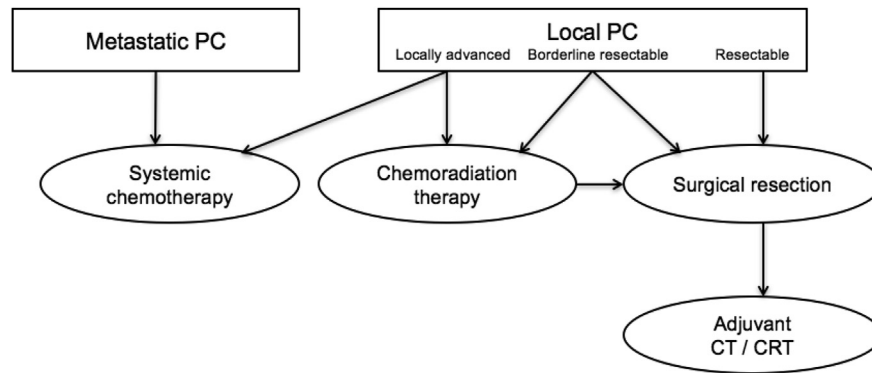 Metastatic PC
Local PC
Locally advanced
Borderline resectable
Resectable
Systemic
chemotherapy
Chemoradiation
therapy
Surgical resection
Adjuvant
CT / CRT